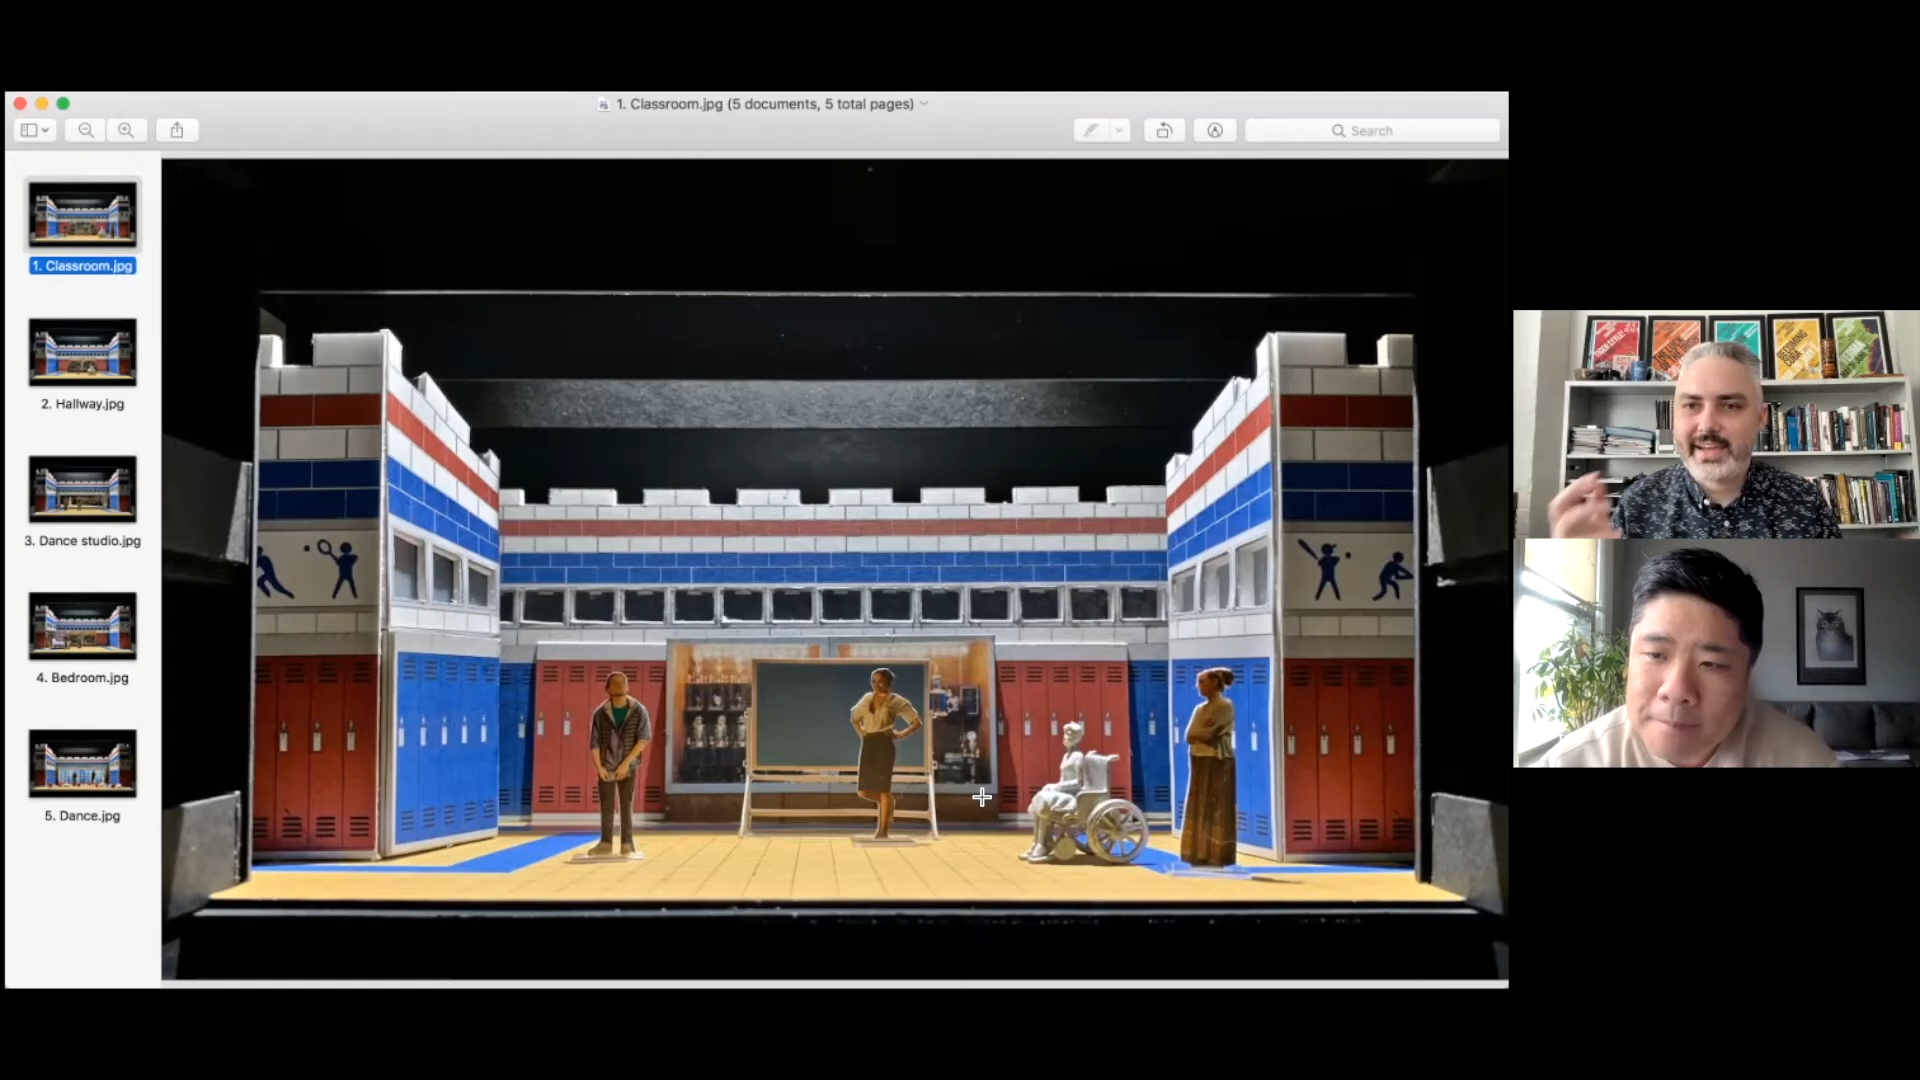 1. Classroom.jpg (5 documents, 5 total pages)
Search
1. Classroom.jpg
2. Hallway.jpg
3. Dance studio.jpg
4. Bedroom.jpg
5. Dance.jpg